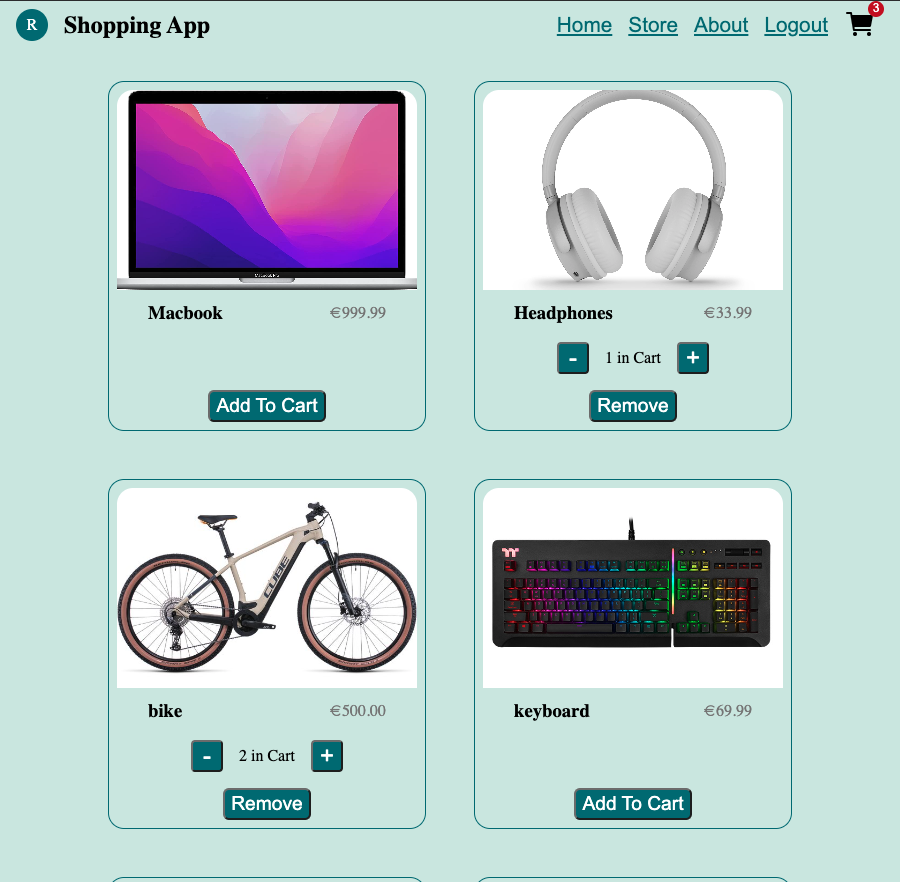 R Shopping App Home Store About Logout 3
Macbook €999.99
Add To Cart
Headphones €33.99
- 1 in Cart +
Remove
CUBE
bike €500.00
- 2 in Cart +
Remove
keyboard €69.99
Add To Cart